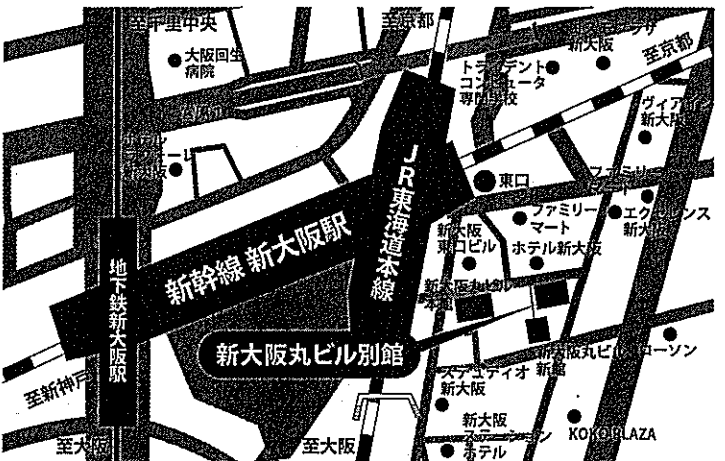 至千里中央
至京都
新大阪
至京都
大阪回生
病院
トライデント
コンピュータ
専門学校
新大阪
東口
ファミリー
マート
ファミリー
マート
新大阪
新大阪
東口ビル
ホテル新大阪
JR東海道本線
新幹線 新大阪駅
地下鉄新大阪駅
新大阪丸ビル
本館
新大阪丸ビル別館
新大阪丸ビル
新館
ローソン
ステュディオ
新大阪
至新神戸
新大阪
ステーション
ホテル
KOKO PLAZA
至大阪
至大阪